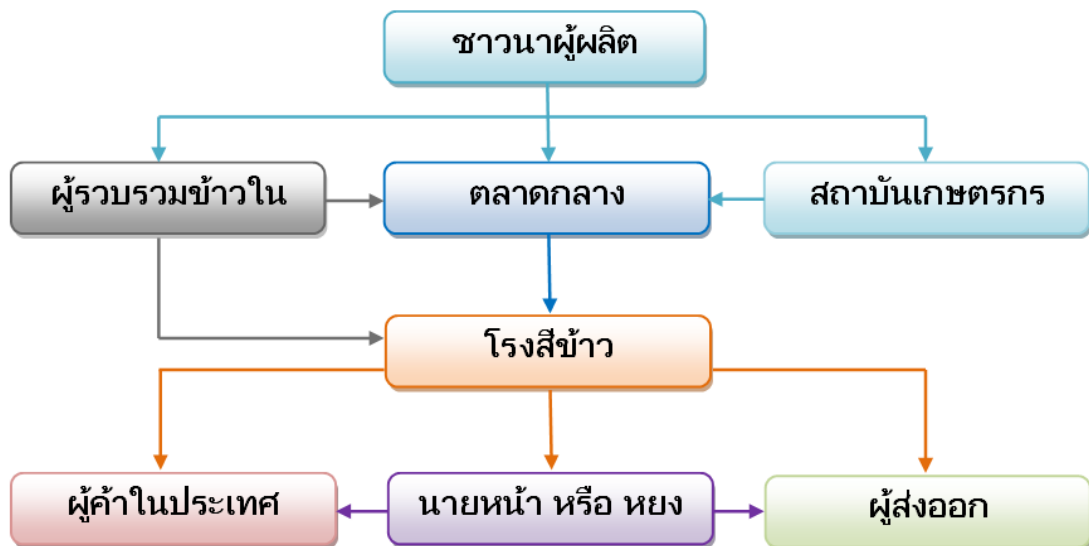 ชาวนาผู้ผลิต
ผู้รวบรวมข้าวใน
ตลาดกลาง
สถาบันเกษตรกร
โรงสีข้าว
ผู้ค้าในประเทศ
นายหน้า หรือ หยง
ผู้ส่งออก